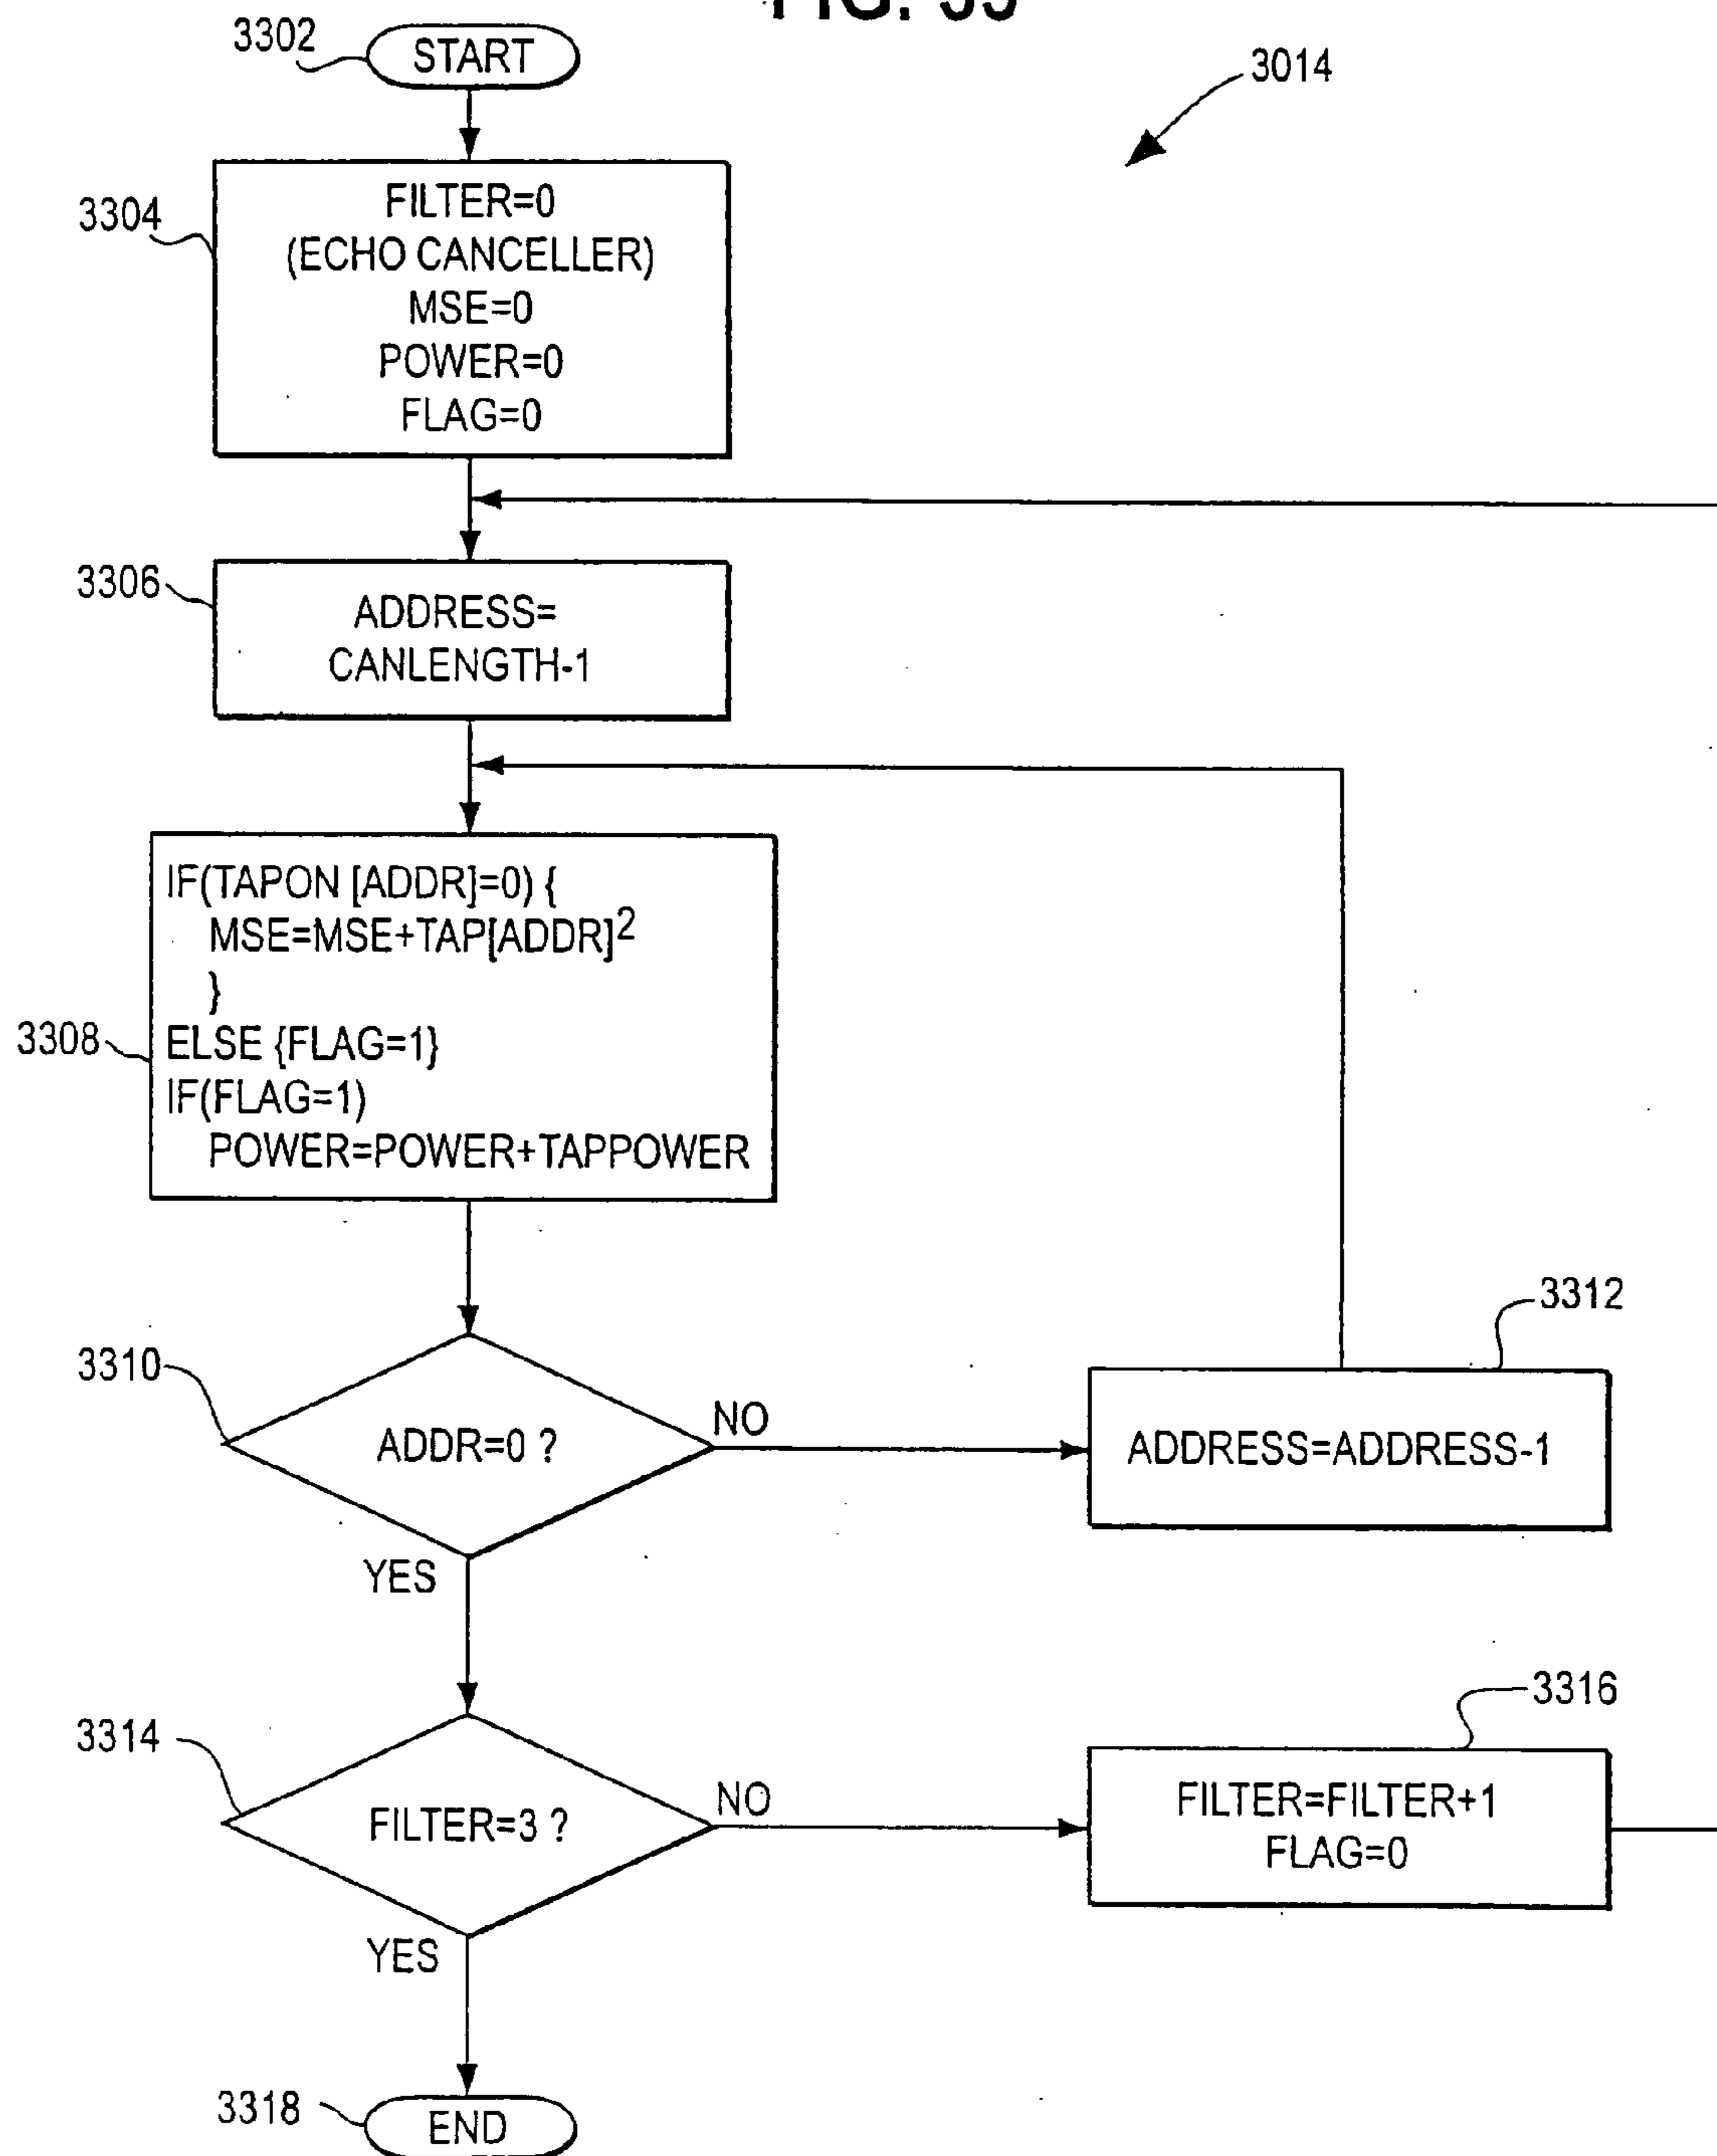 FIG. 33
3302
START
3014
3304
FILTER=0
(ECHO CANCELLER)
MSE=0
POWER=0
FLAG=0
3306
ADDRESS=
CANLENGTH-1
3308
IF(TAPON [ADDR]=0) {
MSE=MSE+TAP[ADDR]²
}
ELSE {FLAG=1}
IF(FLAG=1)
POWER=POWER+TAPPOWER
3310
ADDR=0 ?
NO
3312
ADDRESS=ADDRESS-1
YES
3314
FILTER=3 ?
NO
3316
FILTER=FILTER+1
FLAG=0
YES
3318
END